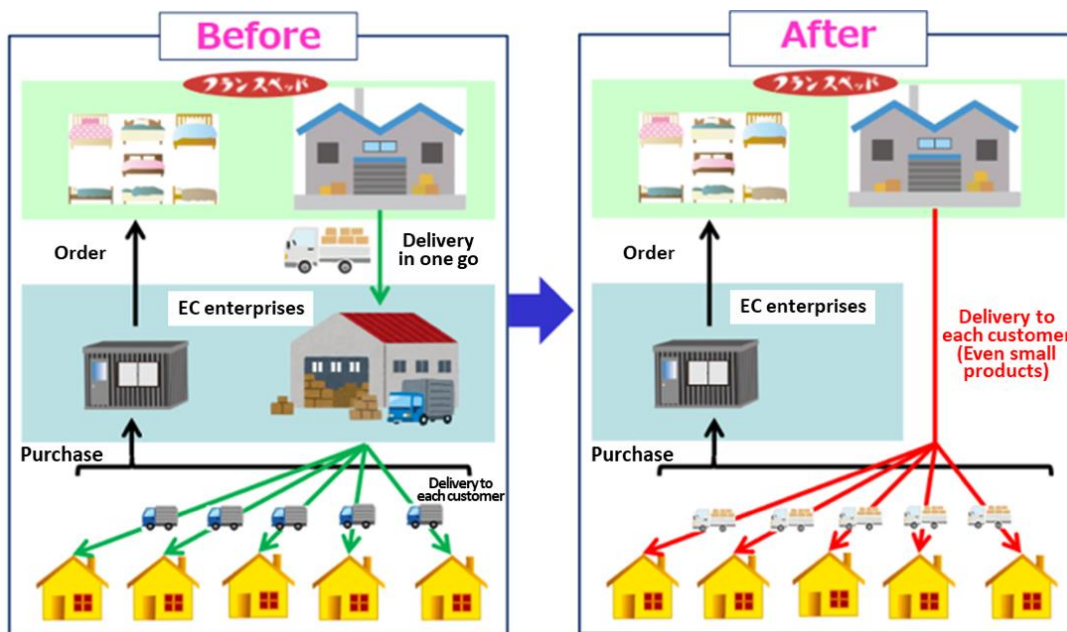 Before
フランスベッド
Order
Delivery
in one go
EC enterprises
Purchase
Delivery to
each customer
After
フランスベッド
Order
EC enterprises
Delivery to
each customer
(Even small
products)
Purchase